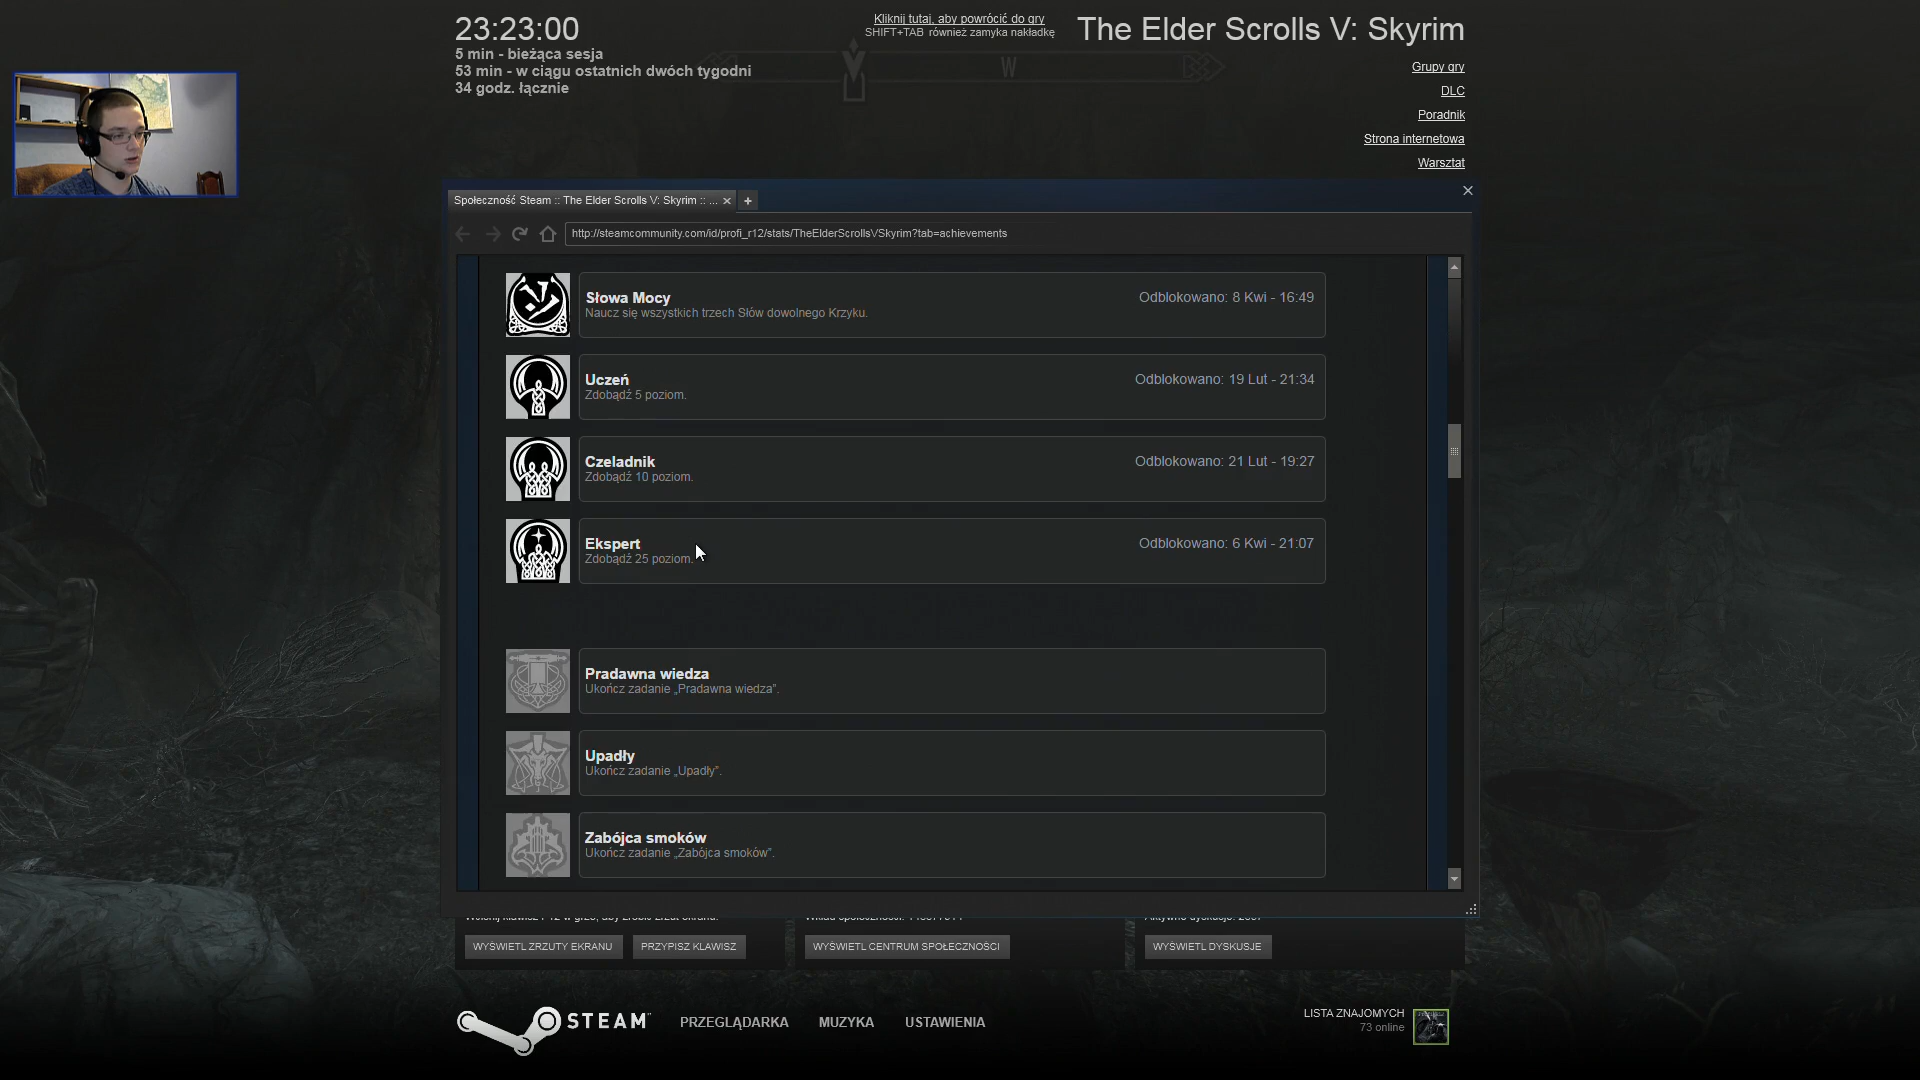 23:23:00
5 min - bieżąca sesja
53 min - w ciągu ostatnich dwóch tygodni
34 godz. łącznie
Kliknij tutaj, aby powrócić do gry
SHIFT+TAB również zamyka nakładkę
W
The Elder Scrolls V: Skyrim
Grupy gry
DLC
Poradnik
Strona internetowa
Warsztat
Społeczność Steam :: The Elder Scrolls V: Skyrim :: ...
http://steamcommunity.com/id/profi_r12/stats/TheElderScrollsVSkyrim?tab=achievements
Słowa Mocy
Odblokowano: 8 Kwi - 16:49
Naucz się wszystkich trzech Słów dowolnego Krzyku.
Uczeń
Odblokowano: 19 Lut - 21:34
Zdobądź 5 poziom.
Czeladnik
Odblokowano: 21 Lut - 19:27
Zdobądź 10 poziom.
Ekspert
Odblokowano: 6 Kwi - 21:07
Zdobądź 25 poziom.
Pradawna wiedza
Ukończ zadanie „Pradawna wiedza”.
Upadły
Ukończ zadanie „Upadły”.
Zabójca smoków
Ukończ zadanie „Zabójca smoków”.
WYŚWIETL ZRZUTY EKRANU
PRZYPISZ KLAWISZ
WYŚWIETL CENTRUM SPOŁECZNOŚCI
WYŚWIETL DYSKUSJE
STEAM
PRZEGLĄDARKA
MUZYKA
USTAWIENIA
LISTA ZNAJOMYCH
73 online